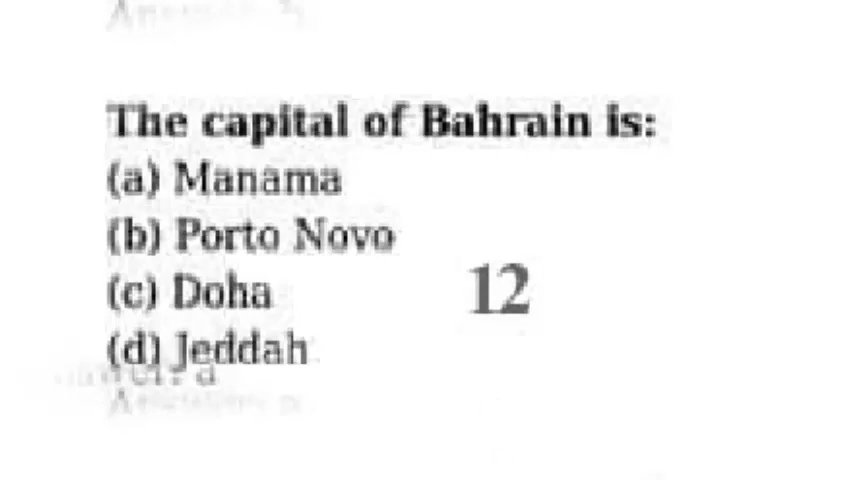 The capital of Bahrain is:
(a) Manama
(b) Porto Novo
(c) Doha
12
(d) Jeddah